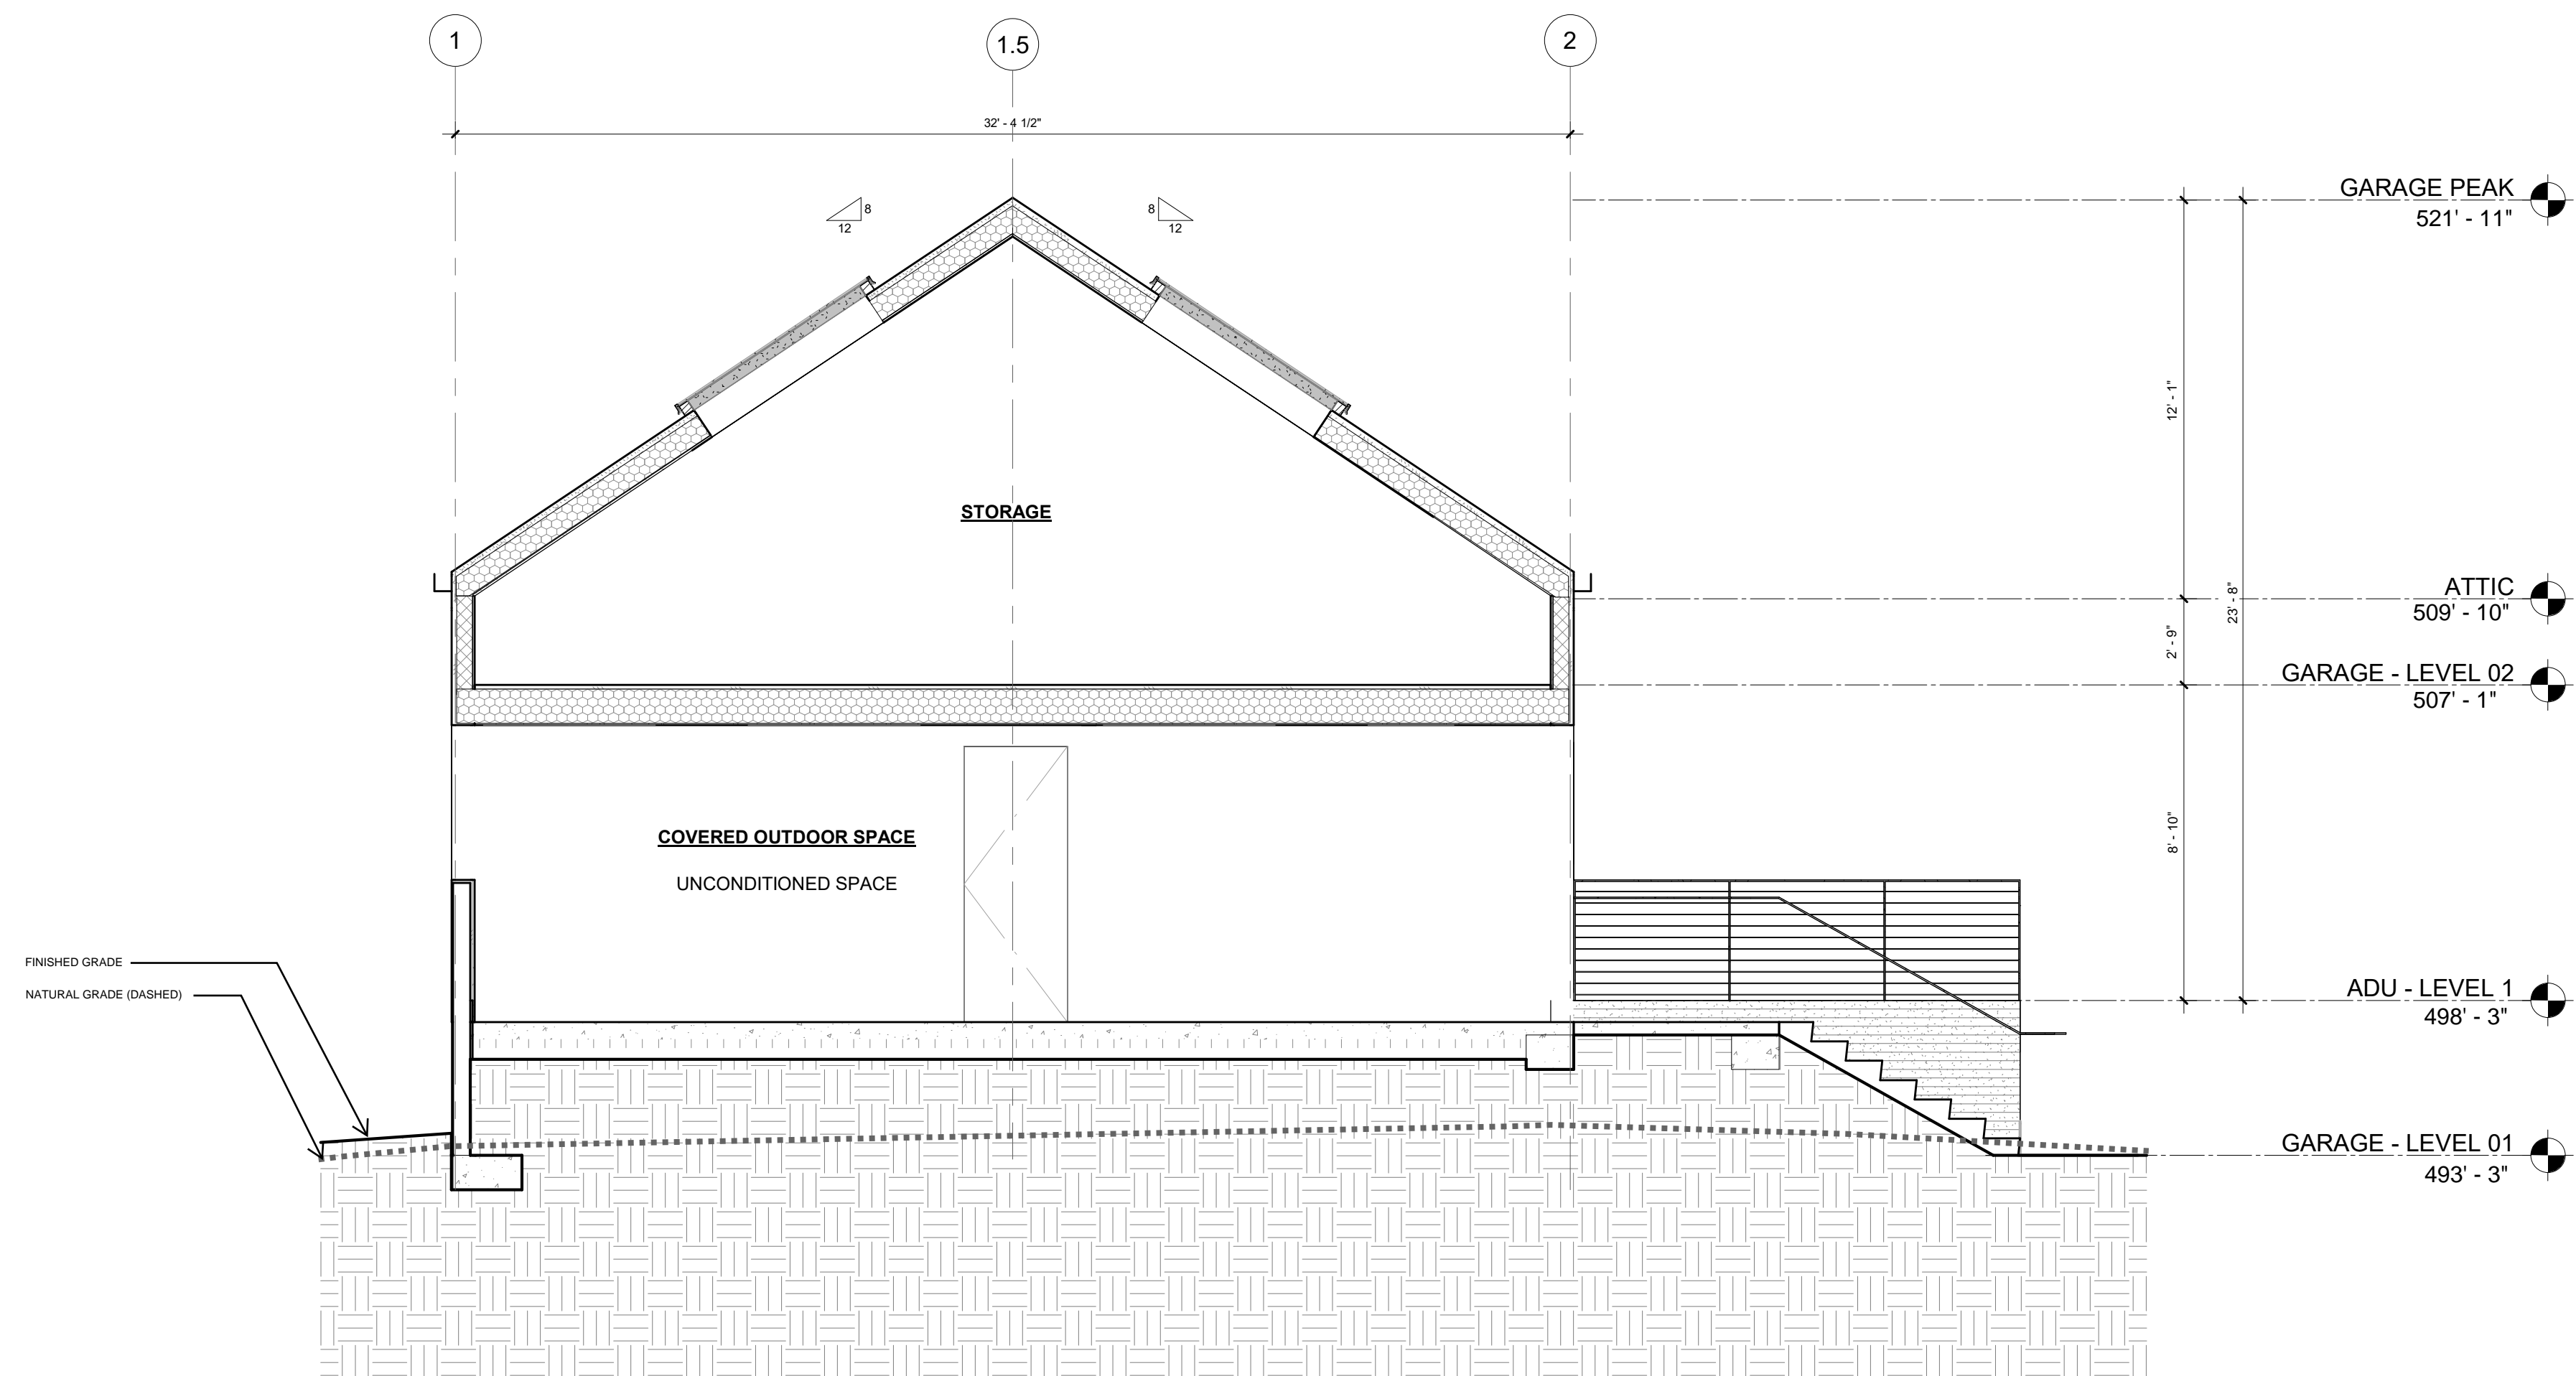 1
1.5
2
32' - 4 1/2"
8
12
8
12
GARAGE PEAK
521' - 11"
12' - 1"
STORAGE
23' - 8"
ATTIC
509' - 10"
2' - 9"
GARAGE - LEVEL 02
507' - 1"
COVERED OUTDOOR SPACE
UNCONDITIONED SPACE
8' - 10"
FINISHED GRADE
NATURAL GRADE (DASHED)
ADU - LEVEL 1
498' - 3"
GARAGE - LEVEL 01
493' - 3"